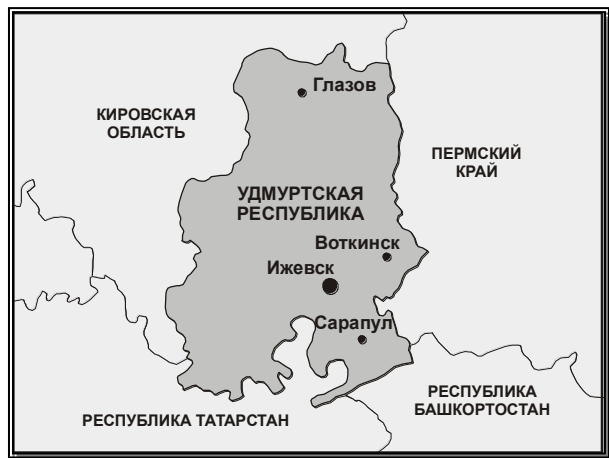 Глазов
КИРОВСКАЯ
ОБЛАСТЬ
ПЕРМСКИЙ
КРАЙ
УДМУРТСКАЯ
РЕСПУБЛИКА
Воткинск
Ижевск
Сарапул
РЕСПУБЛИКА ТАТАРСТАН
РЕСПУБЛИКА
БАШКОРТОСТАН